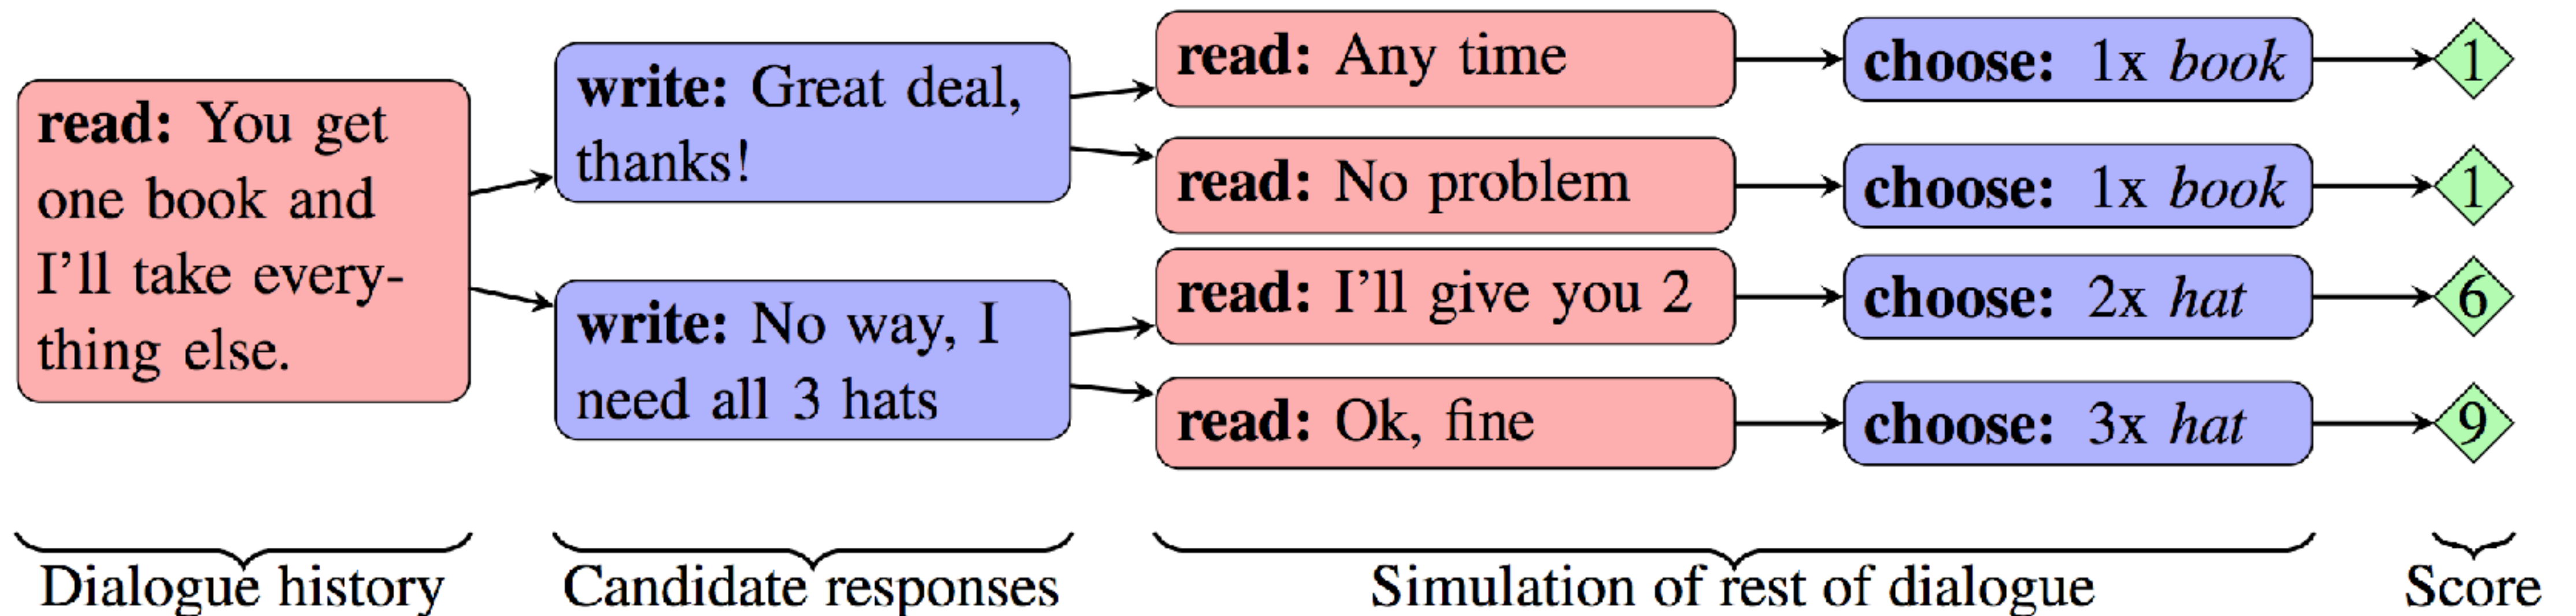 read: You get
one book and
I'll take every-
thing else.
write: Great deal,
thanks!
write: No way, I
need all 3 hats
read: Any time
choose: 1x book
1
read: No problem
choose: 1x book
1
read: I'll give you 2
choose: 2x hat
6
read: Ok, fine
choose: 3x hat
9
Dialogue history
Candidate responses
Simulation of rest of dialogue
Score